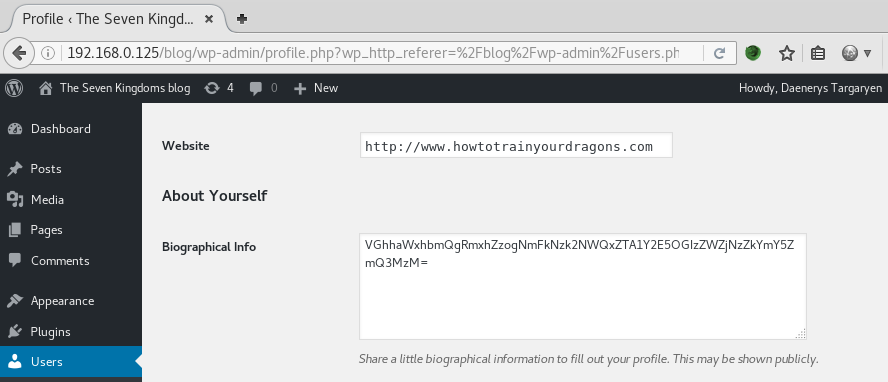 Profile ‹ The Seven Kingd...
192.168.0.125/blog/wp-admin/profile.php?wp_http_referer=%2Fblog%2Fwp-admin%2Fusers.ph
The Seven Kingdoms blog 4 0 New Howdy, Daenerys Targaryen
Dashboard
Posts
Media
Pages
Comments
Appearance
Plugins
Users
Website http://www.howtotrainyourdragons.com
About Yourself
Biographical Info VGhhaWxhbmQgRmxhZzogNmFkNzk2NWQxZTA1Y2E5OGIzZWZjNzZkYmY5Z
mQ3MzM=
Share a little biographical information to fill out your profile. This may be shown publicly.